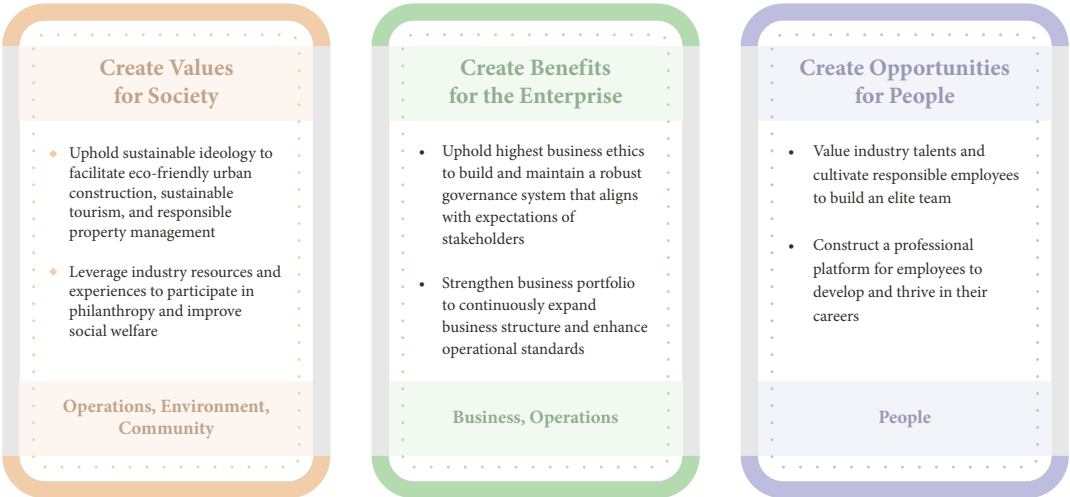 Create Values
for Society
◆ Uphold sustainable ideology to
facilitate eco-friendly urban
construction, sustainable
tourism, and responsible
property management
◆ Leverage industry resources and
experiences to participate in
philanthropy and improve
social welfare
Operations, Environment,
Community
Create Benefits
for the Enterprise
• Uphold highest business ethics
to build and maintain a robust
governance system that aligns
with expectations of
stakeholders
• Strengthen business portfolio
to continuously expand
business structure and enhance
operational standards
Business, Operations
Create Opportunities
for People
• Value industry talents and
cultivate responsible employees
to build an elite team
• Construct a professional
platform for employees to
develop and thrive in their
careers
People